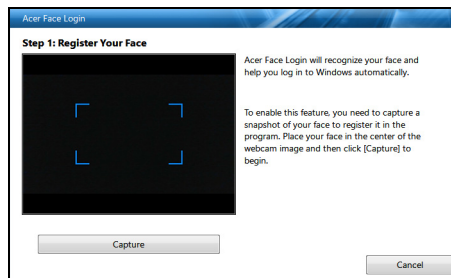 Acer Face Login
Step 1: Register Your Face
Acer Face Login will recognize your face and
help you log in to Windows automatically.
To enable this feature, you need to capture a
snapshot of your face to register it in the
program. Place your face in the center of the
webcam image and then click [Capture] to
begin.
Capture
Cancel